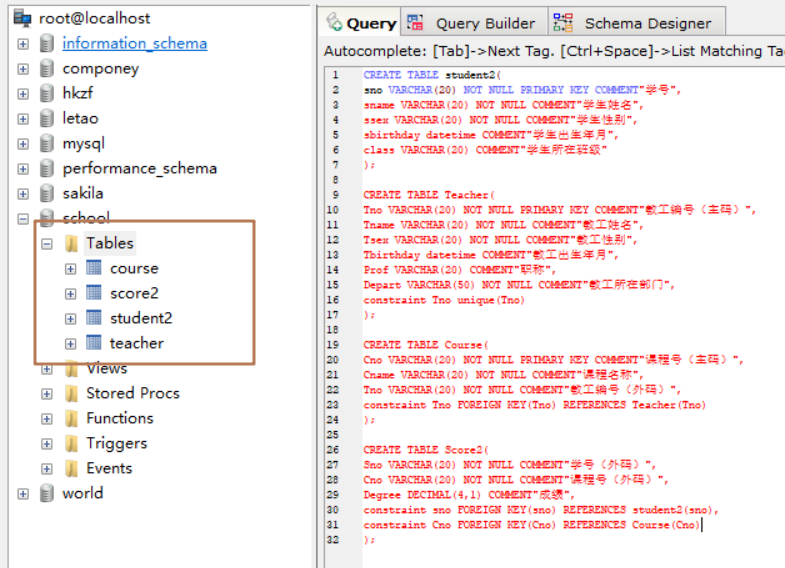 root@localhost
information_schema
componey
hkzf
letao
mysql
performance_schema
sakila
school
Tables
course
score2
student2
teacher
Views
Stored Procs
Functions
Triggers
Events
world
Query
Query Builder
Schema Designer
Autocomplete: [Tab]->Next Tag. [Ctrl+Space]->List Matching Ta
1 CREATE TABLE student2(
2 sno VARCHAR(20) NOT NULL PRIMARY KEY COMMENT"学号",
3 sname VARCHAR(20) NOT NULL COMMENT"学生姓名",
4 ssex VARCHAR(20) NOT NULL COMMENT"学生性别",
5 sbirthday datetime COMMENT"学生出生年月",
6 class VARCHAR(20) COMMENT"学生所在班级"
7 );
8
9 CREATE TABLE Teacher(
10 Tno VARCHAR(20) NOT NULL PRIMARY KEY COMMENT"教工编号（主码）",
11 Tname VARCHAR(20) NOT NULL COMMENT"教工姓名",
12 Tsex VARCHAR(20) NOT NULL COMMENT"教工性别",
13 Tbirthday datetime COMMENT"教工出生年月",
14 Prof VARCHAR(20) COMMENT"职称",
15 Depart VARCHAR(50) NOT NULL COMMENT"教工所在部门",
16 constraint Tno unique(Tno)
17 );
18
19 CREATE TABLE Course(
20 Cno VARCHAR(20) NOT NULL PRIMARY KEY COMMENT"课程号（主码）",
21 Cname VARCHAR(20) NOT NULL COMMENT"课程名称",
22 Tno VARCHAR(20) NOT NULL COMMENT"教工编号（外码）",
23 constraint Tno FOREIGN KEY(Tno) REFERENCES Teacher(Tno)
24 );
25
26 CREATE TABLE Score2(
27 Sno VARCHAR(20) NOT NULL COMMENT"学号（外码）",
28 Cno VARCHAR(20) NOT NULL COMMENT"课程号（外码）",
29 Degree DECIMAL(4,1) COMMENT"成绩",
30 constraint sno FOREIGN KEY(sno) REFERENCES student2(sno),
31 constraint Cno FOREIGN KEY(Cno) REFERENCES Course(Cno)
32 );